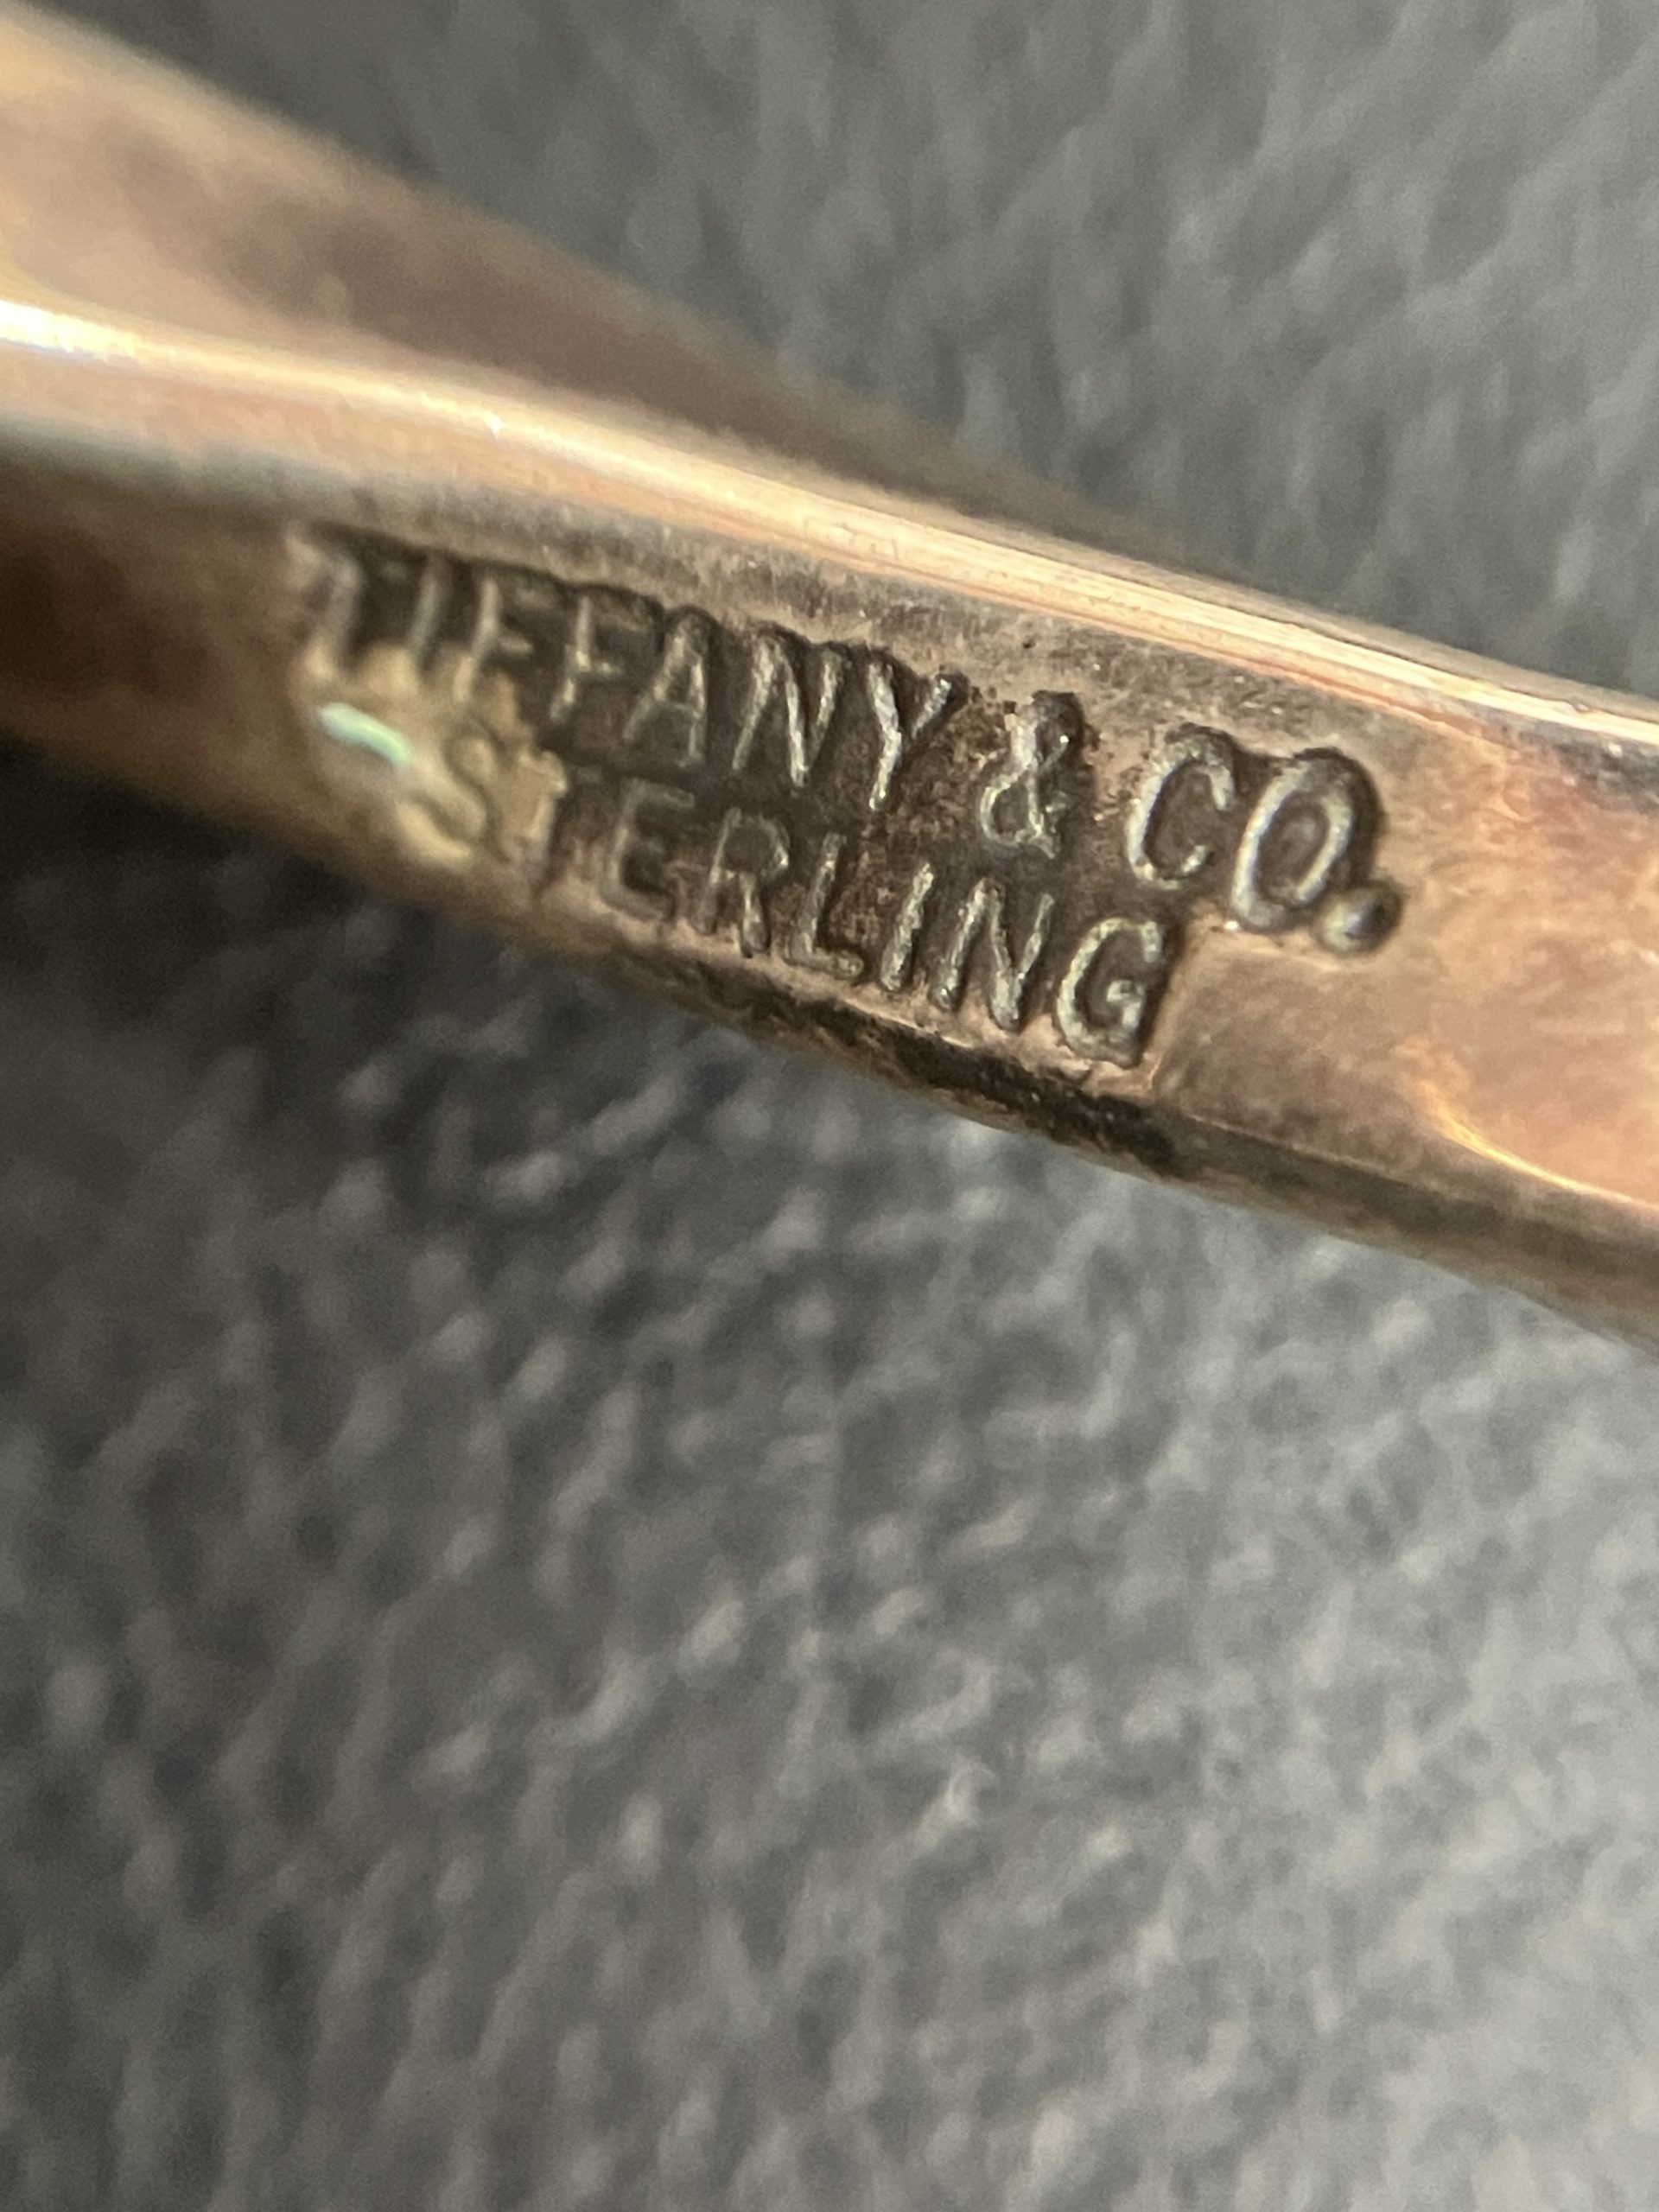 TIFFANY & CO.
STERLING